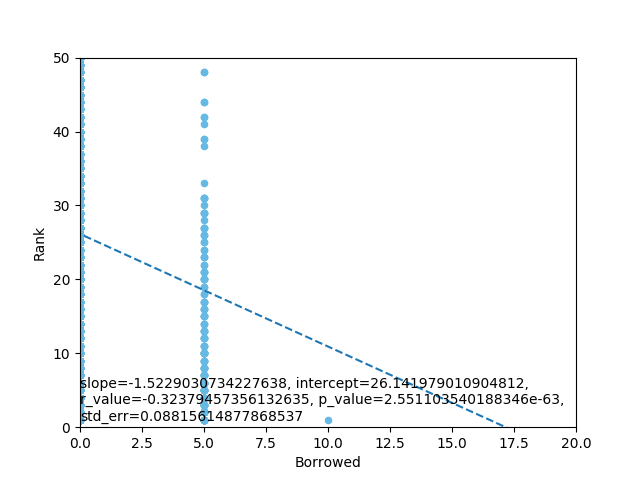 50
40
Rank
30
20
10
0
slope=-1.5229030734227638, intercept=26.141979010904812,
r_value=-0.32379457356132635, p_value=2.551103540188346e-63,
std_err=0.08815614877868537
0.0 2.5 5.0 7.5 10.0 12.5 15.0 17.5 20.0
Borrowed